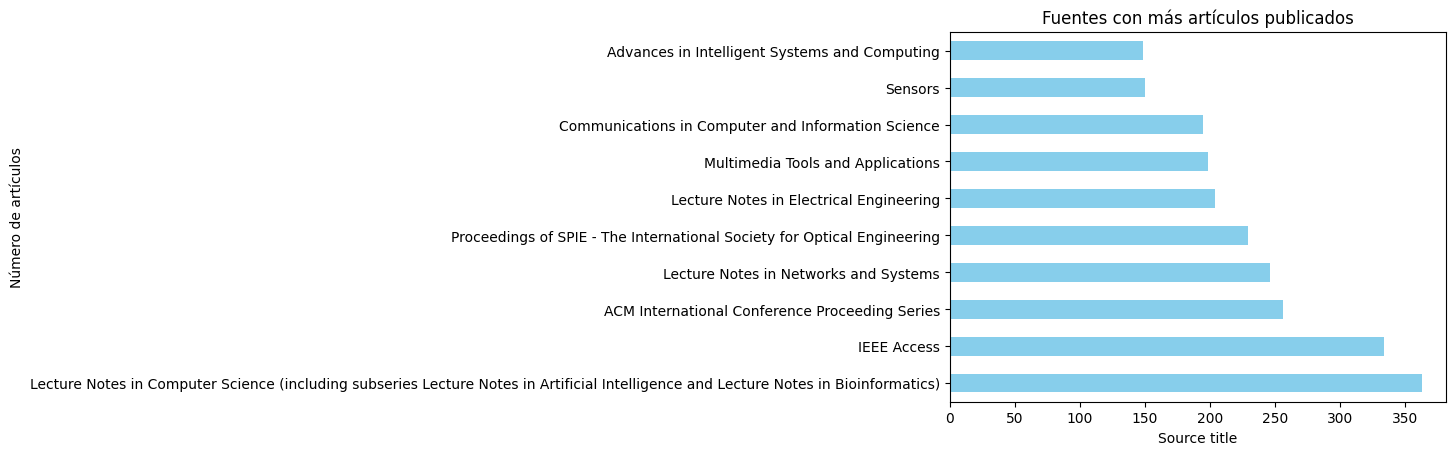 Fuentes con más artículos publicados
Número de artículos
Advances in Intelligent Systems and Computing
Sensors
Communications in Computer and Information Science
Multimedia Tools and Applications
Lecture Notes in Electrical Engineering
Proceedings of SPIE - The International Society for Optical Engineering
Lecture Notes in Networks and Systems
ACM International Conference Proceeding Series
IEEE Access
Lecture Notes in Computer Science (including subseries Lecture Notes in Artificial Intelligence and Lecture Notes in Bioinformatics)
0 50 100 150 200 250 300 350
Source title